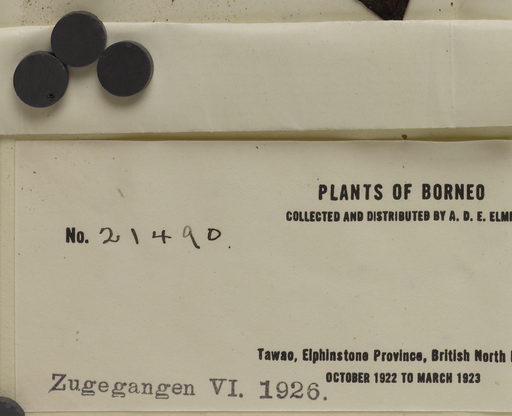 PLANTS OF BORNEO
COLLECTED AND DISTRIBUTED BY A. D. E. ELME
No. 21490.
Tawao, Elphinstone Province, British North
OCTOBER 1922 TO MARCH 1923
Zugegangen VI. 1926.